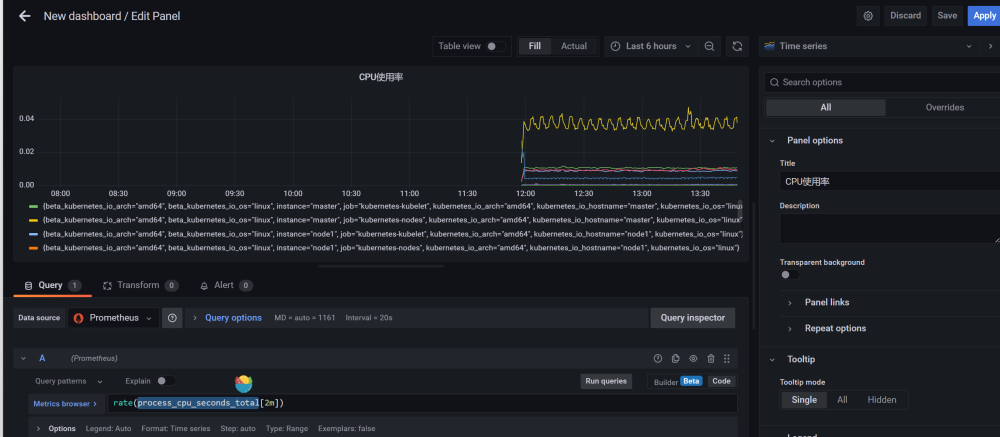 New dashboard / Edit Panel
Discard Save Apply
Table view Fill Actual Last 6 hours Time series
CPU使用率
0.04
0.02
0.00
08:00 08:30 09:00 09:30 10:00 10:30 11:00 11:30 12:00 12:30 13:00 13:30
{beta_kubernetes_io_arch="amd64", beta_kubernetes_io_os="linux", instance="master", job="kubernetes-kubelet", kubernetes_io_arch="amd64", kubernetes_io_hostname="master", kubernetes_io_os="linux
{beta_kubernetes_io_arch="amd64", beta_kubernetes_io_os="linux", instance="master", job="kubernetes-nodes", kubernetes_io_arch="amd64", kubernetes_io_hostname="master", kubernetes_io_os="linux"
{beta_kubernetes_io_arch="amd64", beta_kubernetes_io_os="linux", instance="node1", job="kubernetes-kubelet", kubernetes_io_arch="amd64", kubernetes_io_hostname="node1", kubernetes_io_os="linux"
{beta_kubernetes_io_arch="amd64", beta_kubernetes_io_os="linux", instance="node1", job="kubernetes-nodes", kubernetes_io_arch="amd64", kubernetes_io_hostname="node1", kubernetes_io_os="linux"}
Query 1 Transform 0 Alert 0
Data source Prometheus Query options MD = auto = 1161 Interval = 20s Query inspector
A (Prometheus)
Query patterns Explain Run queries Builder Beta Code
Metrics browser > rate(process_cpu_seconds_total[2m])
Options Legend: Auto Format: Time series Step: auto Type: Range Exemplars: false
Search options
All Overrides
Panel options
Title
CPU使用率
Description
Transparent background
Panel links
Repeat options
Tooltip
Tooltip mode
Single All Hidden